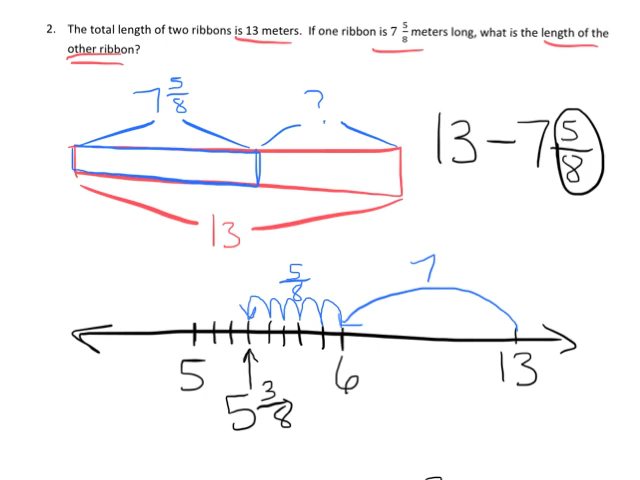 2. The total length of two ribbons is 13 meters. If one ribbon is 7 5/8 meters long, what is the length of the
other ribbon?
7 5/8 ?
13 - 7 5/8
13
5/8 7
5 6 13
5 3/8